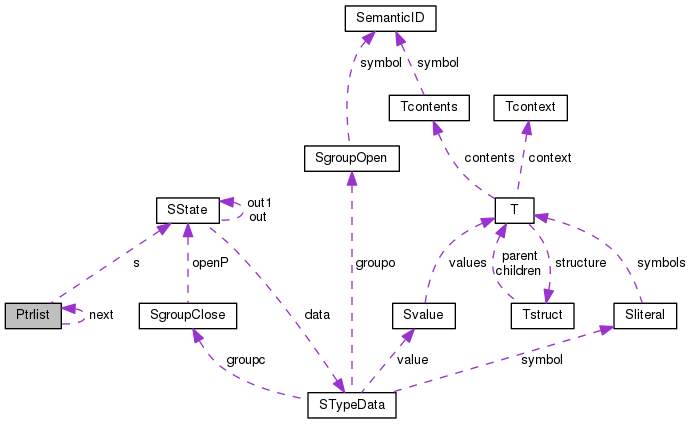 SemanticID
symbol
symbol
Tcontents
Tcontext
SgroupOpen
contents
context
SState
out1
out
T
s
openP
groupo
values
parent
children
structure
symbols
Ptrlist
next
SgroupClose
data
Svalue
Tstruct
Sliteral
groupc
value
symbol
STypeData